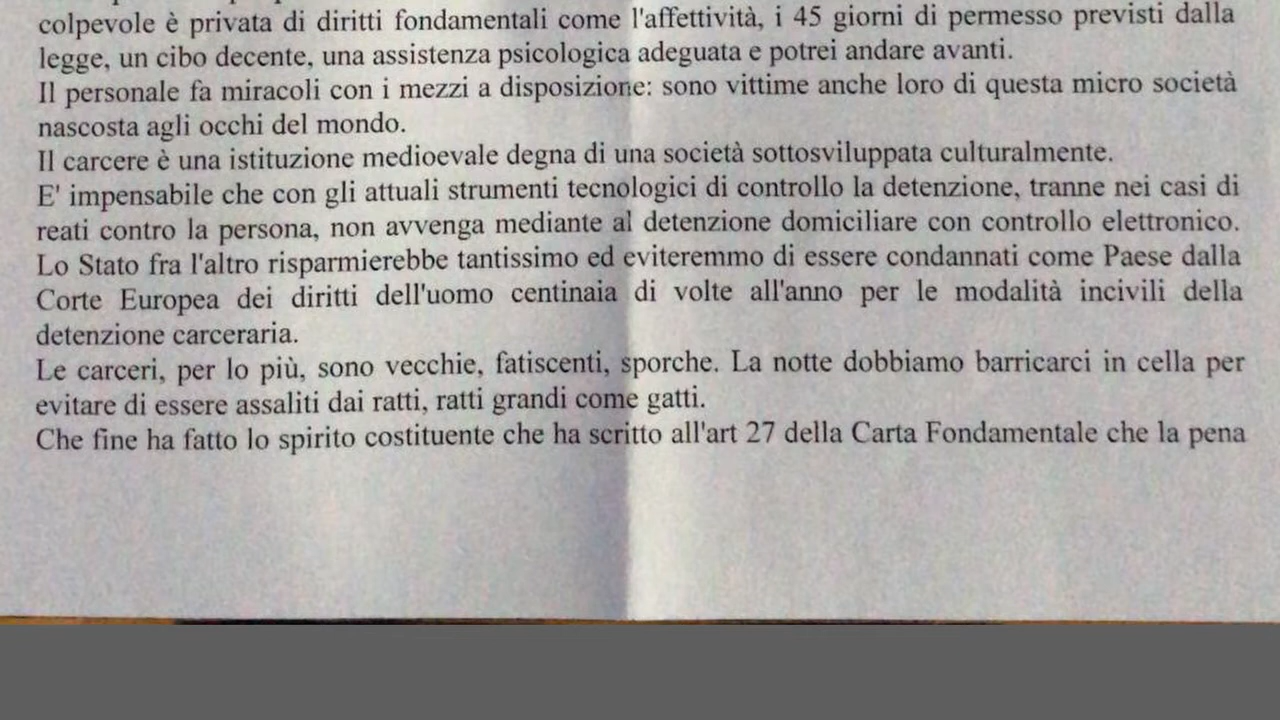 colpevole è privata di diritti fondamentali come l'affettività, i 45 giorni di permesso previsti dalla
legge, un cibo decente, una assistenza psicologica adeguata e potrei andare avanti.
Il personale fa miracoli con i mezzi a disposizione: sono vittime anche loro di questa micro società
nascosta agli occhi del mondo.
Il carcere è una istituzione medioevale degna di una società sottosviluppata culturalmente.
E' impensabile che con gli attuali strumenti tecnologici di controllo la detenzione, tranne nei casi di
reati contro la persona, non avvenga mediante al detenzione domiciliare con controllo elettronico.
Lo Stato fra l'altro risparmierebbe tantissimo ed eviteremmo di essere condannati come Paese dalla
Corte Europea dei diritti dell'uomo centinaia di volte all'anno per le modalità incivili della
detenzione carceraria.
Le carceri, per lo più, sono vecchie, fatiscenti, sporche. La notte dobbiamo barricarci in cella per
evitare di essere assaliti dai ratti, ratti grandi come gatti.
Che fine ha fatto lo spirito costituente che ha scritto all'art 27 della Carta Fondamentale che la pena